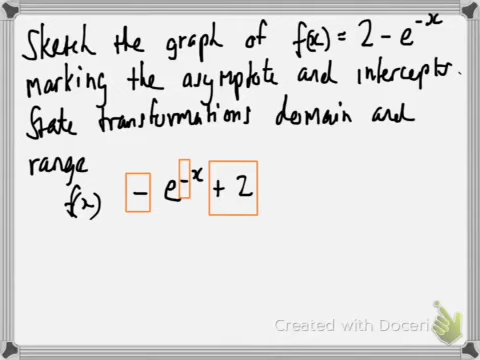 Sketch the graph of f(x) = 2 - e^{-x}
marking the asymptote and intercepts.
State transformations domain and
range
f(x) - e^{-x} + 2
Created with Doceri